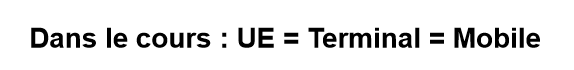 Dans le cours : UE = Terminal = Mobile